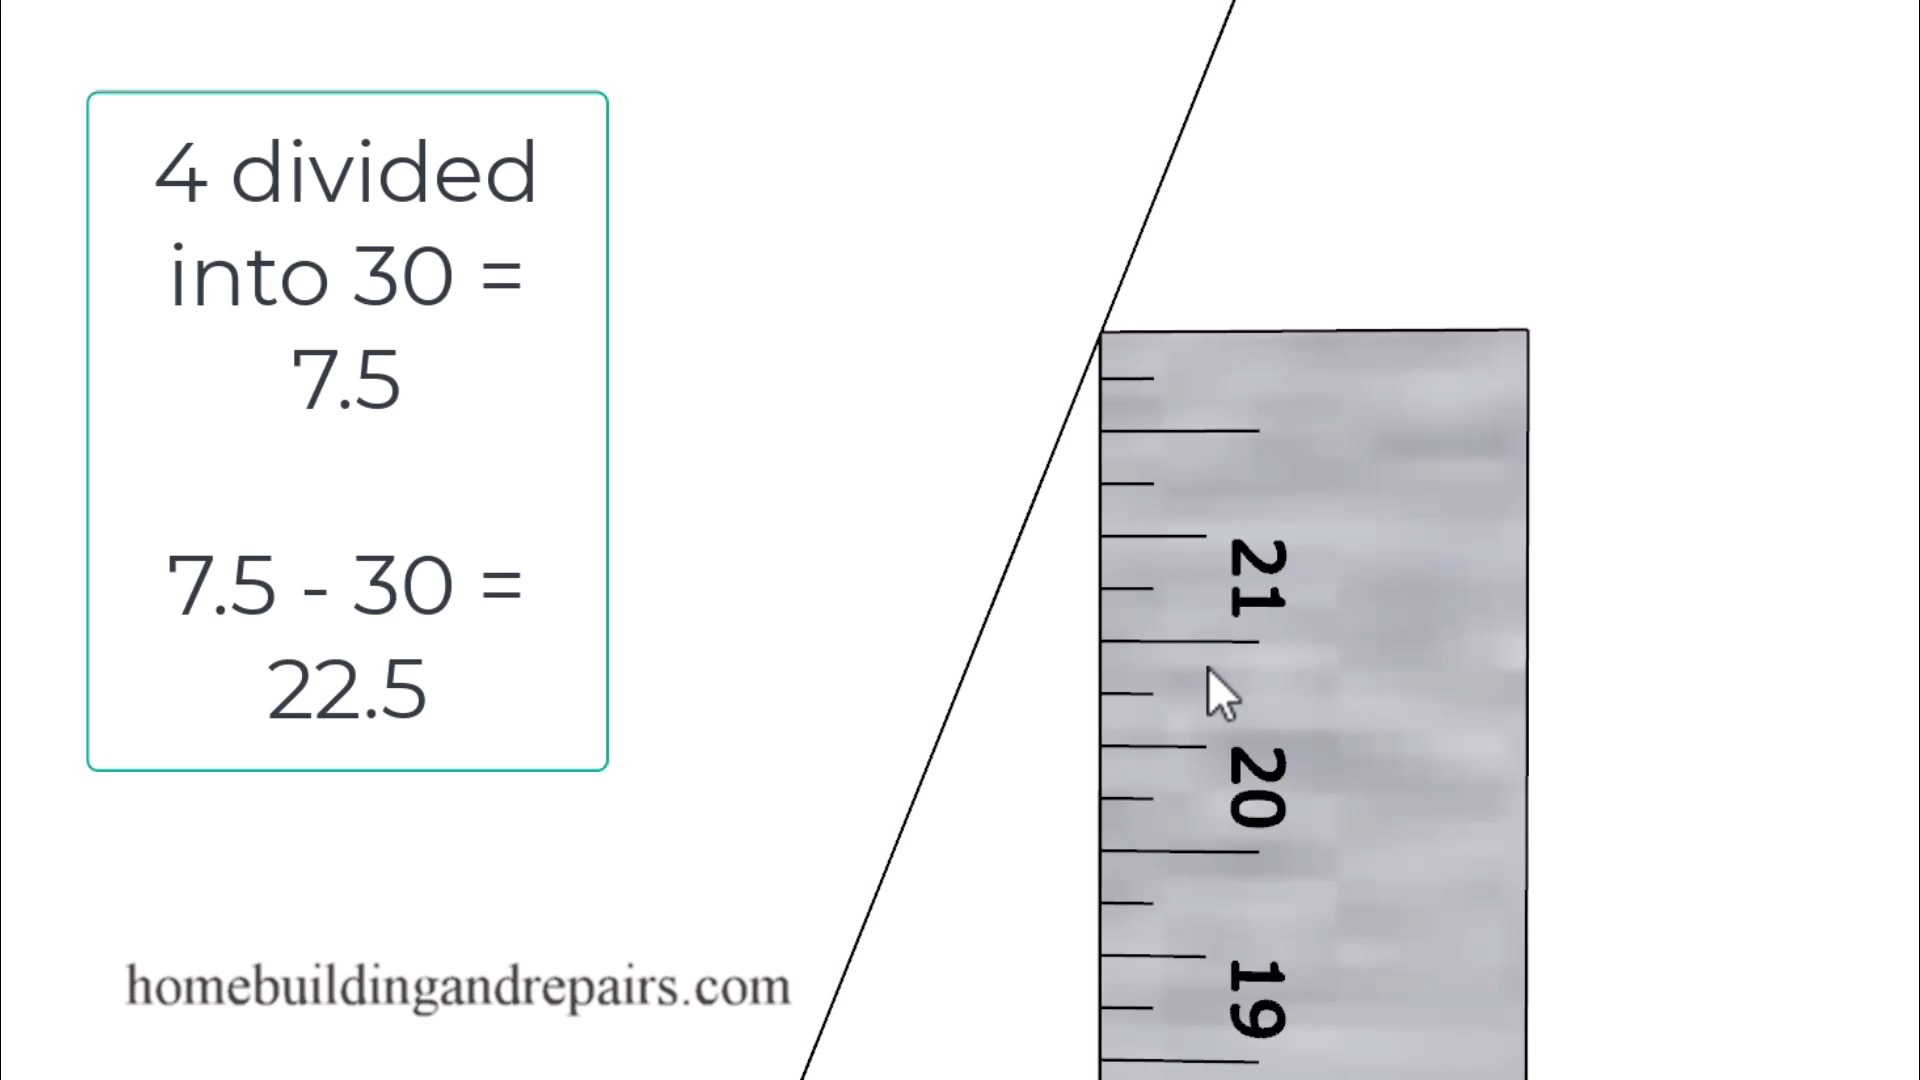 4 divided
into 30 =
7.5
7.5 - 30 =
22.5
21
20
19
homebuildingandrepairs.com